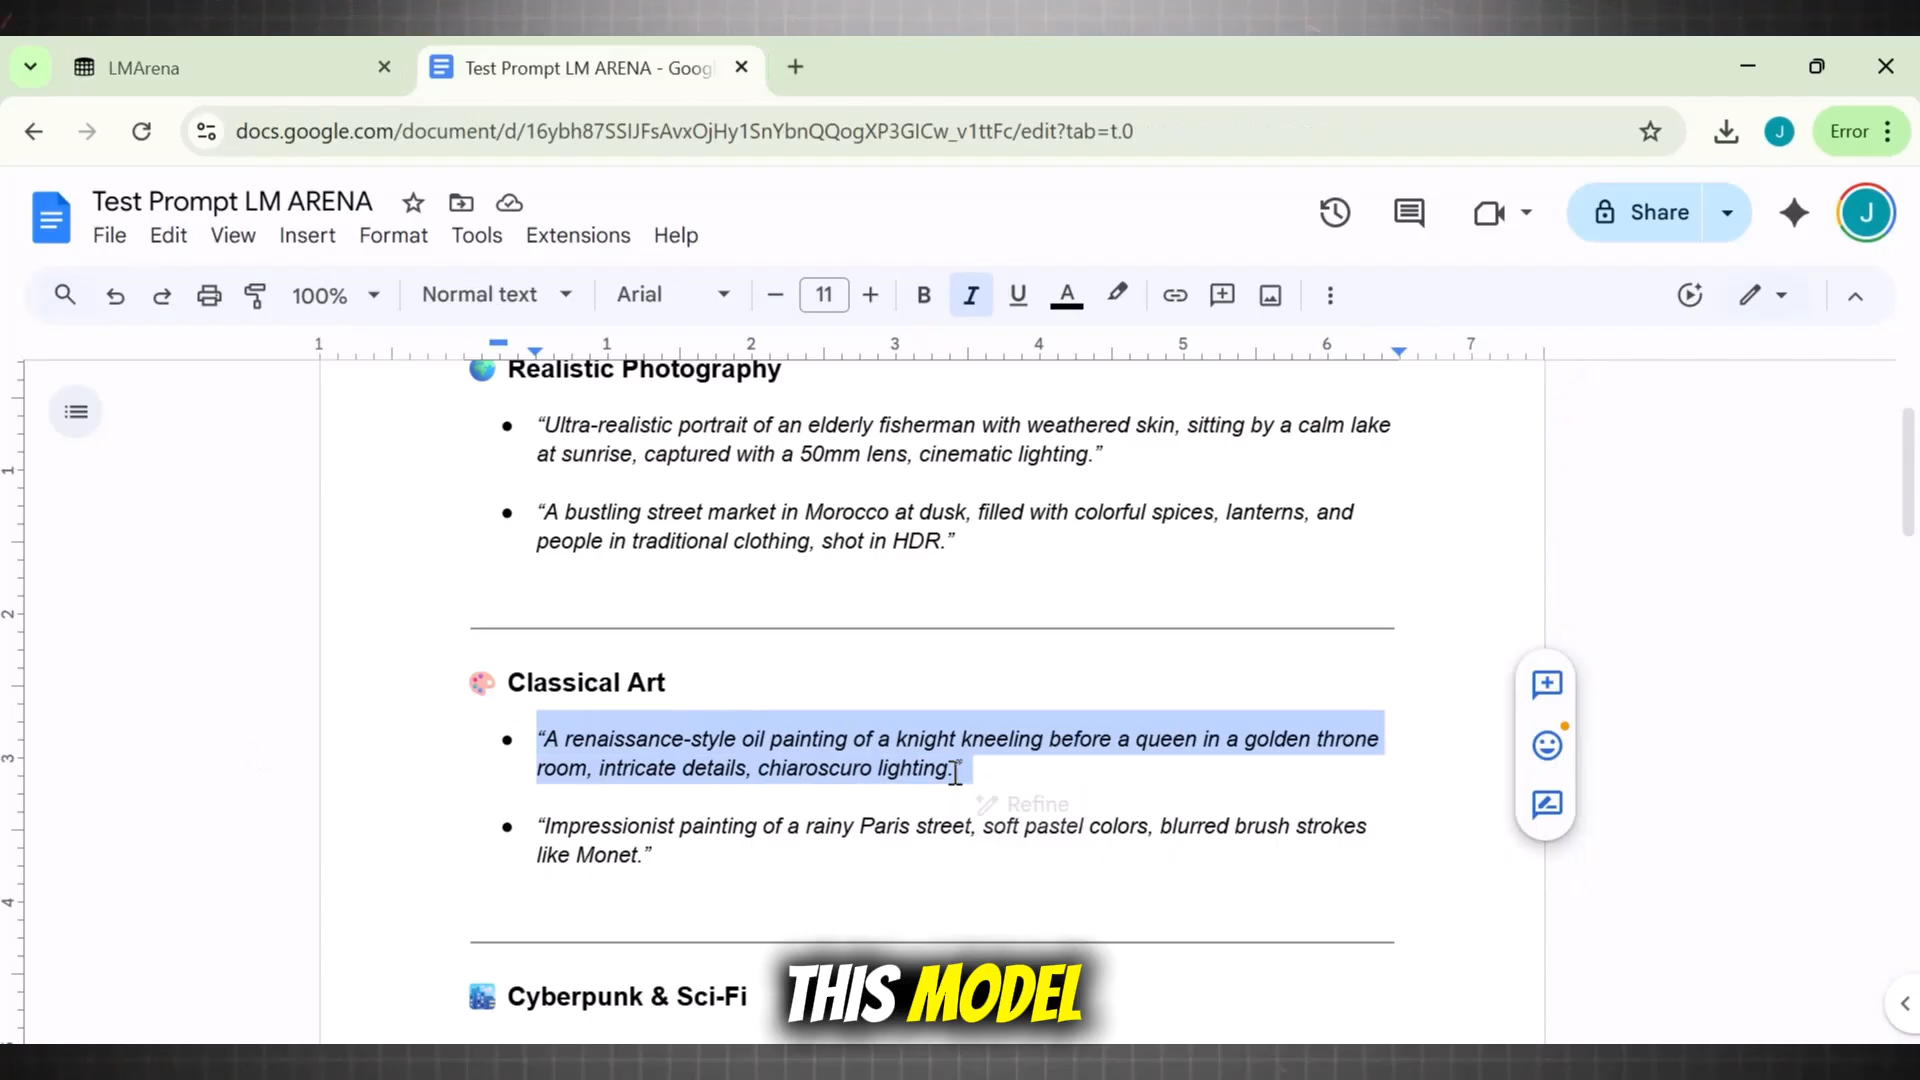 LMArena
Test Prompt LM ARENA - Goog
docs.google.com/document/d/16ybh87SSIJFsAvxOjHy1SnYbnQQogXP3GICw_v1ttFc/edit?tab=t.0
J
Error
Test Prompt LM ARENA
Share
J
File Edit View Insert Format Tools Extensions Help
100% Normal text Arial 11 B I U A
1 1 2 3 4 5 6 7
Realistic Photography
“Ultra-realistic portrait of an elderly fisherman with weathered skin, sitting by a calm lake
at sunrise, captured with a 50mm lens, cinematic lighting.”
1
“A bustling street market in Morocco at dusk, filled with colorful spices, lanterns, and
people in traditional clothing, shot in HDR.”
2
Classical Art
“A renaissance-style oil painting of a knight kneeling before a queen in a golden throne
3
room, intricate details, chiaroscuro lighting.”
Refine
“Impressionist painting of a rainy Paris street, soft pastel colors, blurred brush strokes
like Monet.”
4
Cyberpunk & Sci-Fi
THIS MODEL